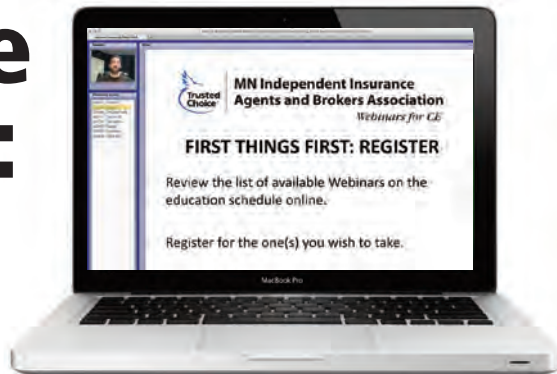 e
:
Trusted
Choice
MN Independent Insurance
Agents and Brokers Association
Webinars for CE
FIRST THINGS FIRST: REGISTER
Review the list of available Webinars on the
education schedule online.
Register for the one(s) you wish to take.
MacBook Pro